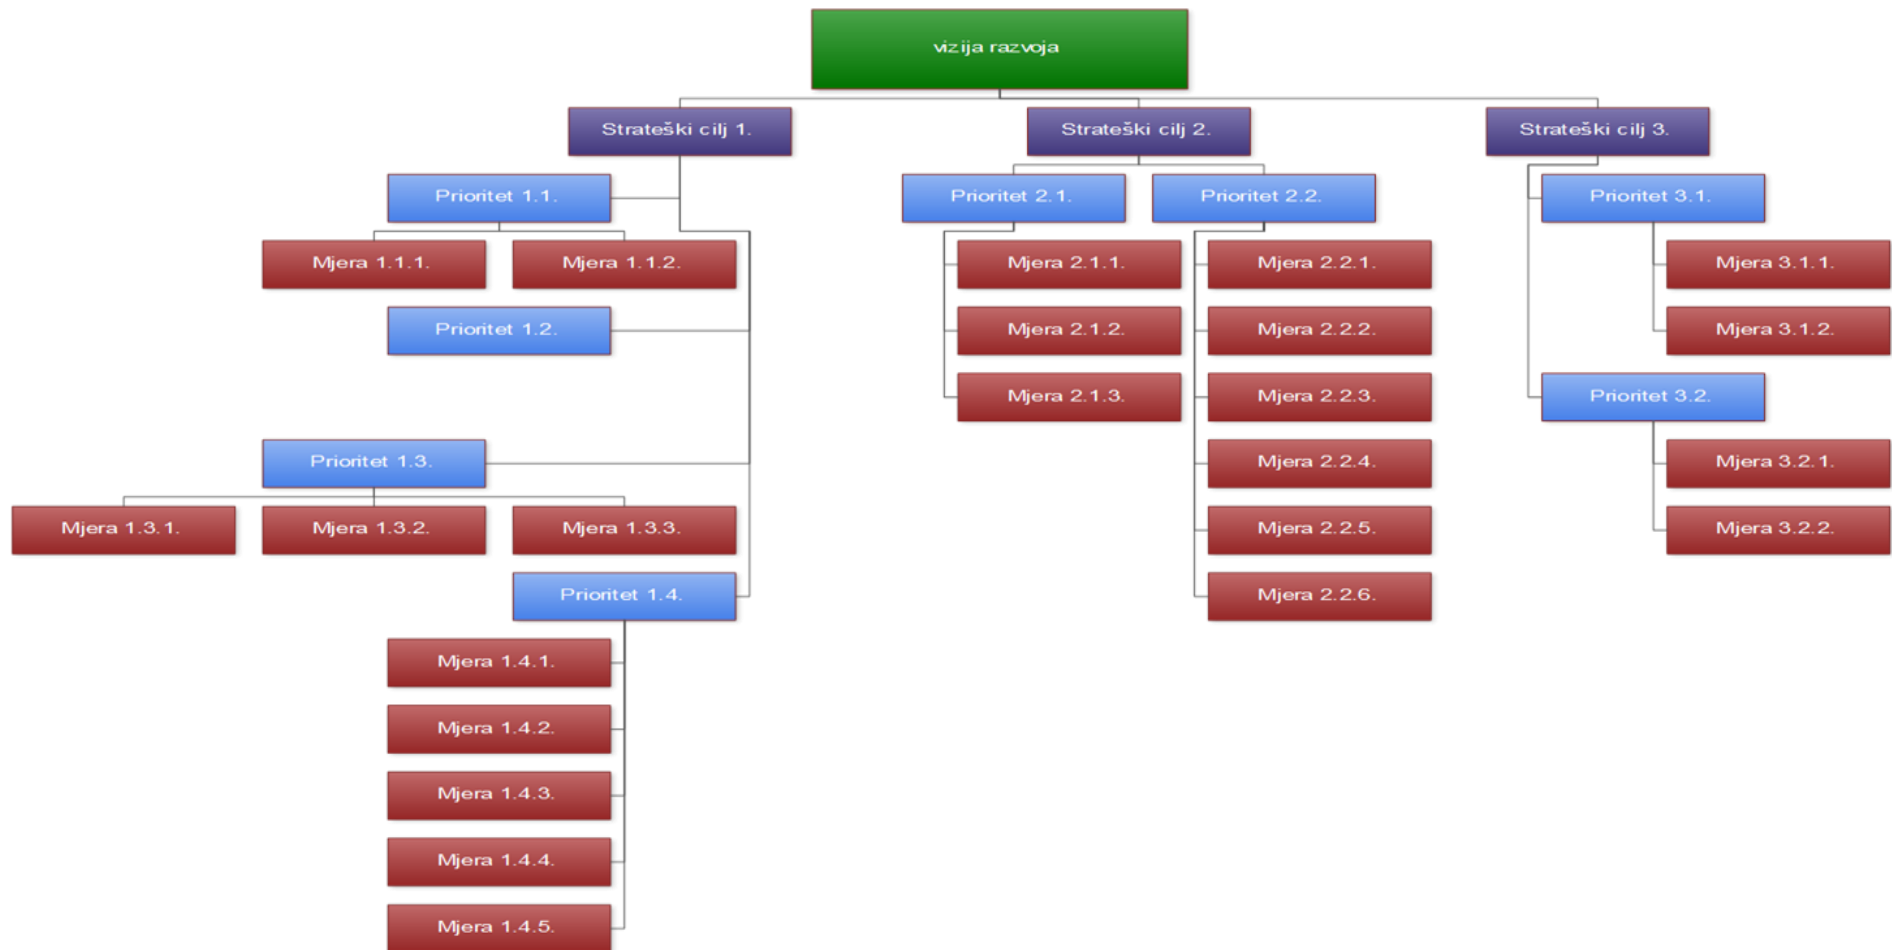 vizija razvoja
Strateški cilj 1.
Strateški cilj 2.
Strateški cilj 3.
Prioritet 1.1.
Prioritet 2.1.
Prioritet 2.2.
Prioritet 3.1.
Mjera 1.1.1.
Mjera 1.1.2.
Mjera 2.1.1.
Mjera 2.2.1.
Mjera 3.1.1.
Prioritet 1.2.
Mjera 2.1.2.
Mjera 2.2.2.
Mjera 3.1.2.
Mjera 2.1.3.
Mjera 2.2.3.
Prioritet 3.2.
Prioritet 1.3.
Mjera 2.2.4.
Mjera 3.2.1.
Mjera 1.3.1.
Mjera 1.3.2.
Mjera 1.3.3.
Mjera 2.2.5.
Mjera 3.2.2.
Prioritet 1.4.
Mjera 2.2.6.
Mjera 1.4.1.
Mjera 1.4.2.
Mjera 1.4.3.
Mjera 1.4.4.
Mjera 1.4.5.